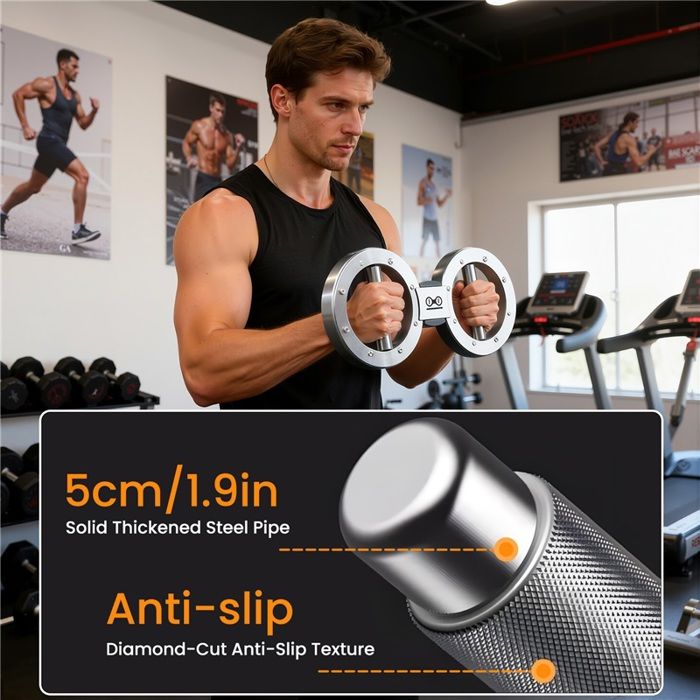 5cm/1.9in
Solid Thickened Steel Pipe
Anti-slip
Diamond-Cut Anti-Slip Texture